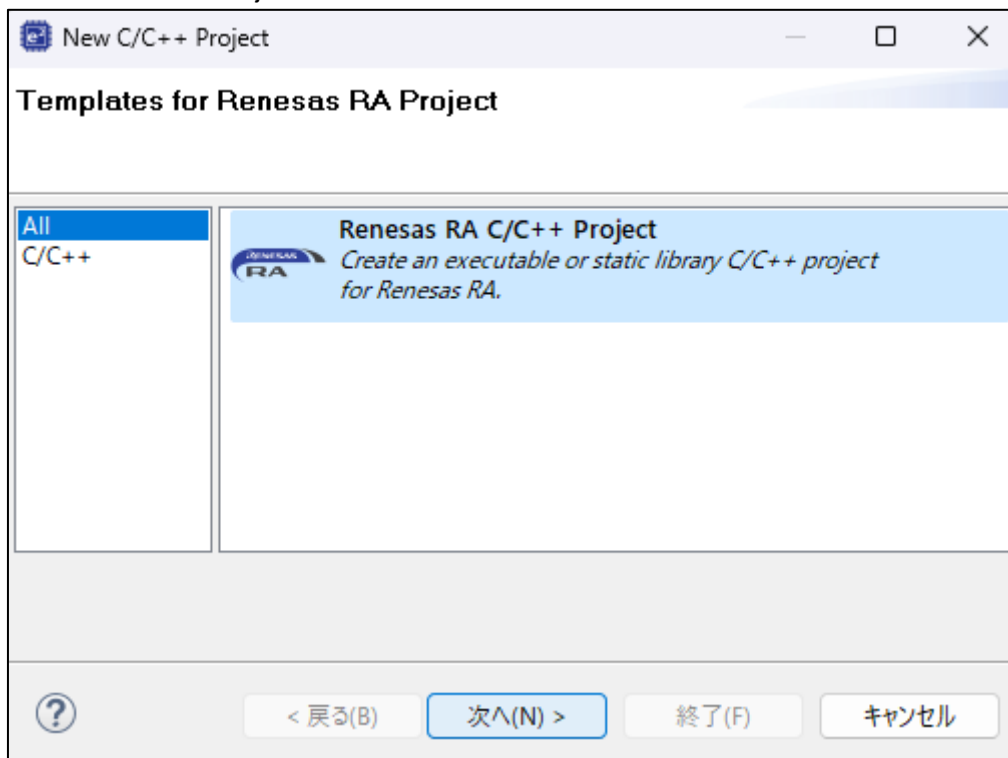 New C/C++ Project
Templates for Renesas RA Project
All
C/C++
Renesas RA C/C++ Project
RENESAS
RA
Create an executable or static library C/C++ project
for Renesas RA.
?
< 戻る(B)
次へ(N) >
終了(F)
キャンセル